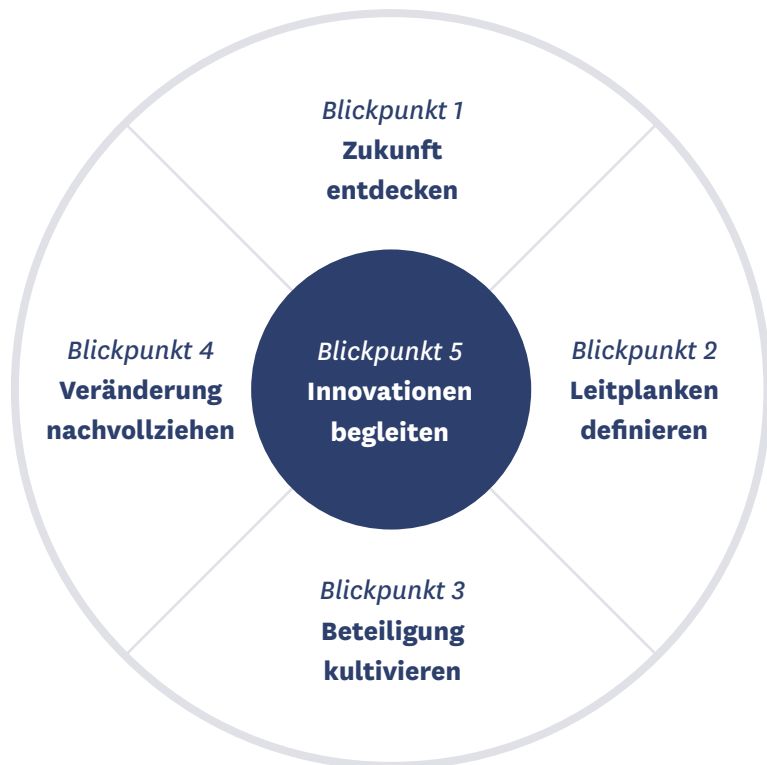 Blickpunkt 1
Zukunft
entdecken
Blickpunkt 4
Veränderung
nachvollziehen
Blickpunkt 5
Innovationen
begleiten
Blickpunkt 2
Leitplanken
definieren
Blickpunkt 3
Beteiligung
kultivieren